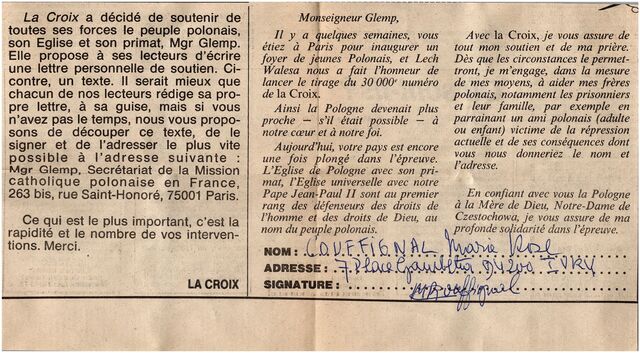 La Croix a décidé de soutenir de
toutes ses forces le peuple polonais,
son Eglise et son primat, Mgr Glemp.
Elle propose à ses lecteurs d'écrire
une lettre personnelle de soutien. Ci-
contre, un texte. Il serait mieux que
chacun de nos lecteurs rédige sa pro-
pre lettre, à sa guise, mais si vous
n'avez pas le temps, nous vous propo-
sons de découper ce texte, de le
signer et de l'adresser le plus vite
possible à l'adresse suivante :
Mgr Glemp, Secrétariat de la Mission
catholique polonaise en France,
263 bis, rue Saint-Honoré, 75001 Paris.
Ce qui est le plus important, c'est la
rapidité et le nombre de vos interven-
tions. Merci.
LA CROIX
Monseigneur Glemp,
Il y a quelques semaines, vous
étiez à Paris pour inaugurer un
foyer de jeunes Polonais, et Lech
Walesa nous a fait l'honneur de
lancer le tirage du 30 000e numéro
de la Croix.
Ainsi la Pologne devenait plus
proche – s'il était possible – à
notre cœur et à notre foi.
Aujourd'hui, votre pays est encore
une fois plongé dans l'épreuve.
L'Eglise de Pologne avec son pri-
mat, l'Eglise universelle avec notre
Pape Jean-Paul II sont au premier
rang des défenseurs des droits de
l'homme et des droits de Dieu, au
nom du peuple polonais.
Avec la Croix, je vous assure de
tout mon soutien et de ma prière.
Dès que les circonstances le permet-
tront, je m'engage, dans la mesure
de mes moyens, à aider mes frères
polonais, notamment les prisonniers
et leur famille, par exemple en
parrainant un ami polonais (adulte
ou enfant) victime de la répression
actuelle et de ses conséquences dont
vous nous donneriez le nom et
l'adresse.
En confiant avec vous la Pologne
à la Mère de Dieu, Notre-Dame de
Czestochowa, je vous assure de ma
profonde solidarité dans l'épreuve.
NOM : COUFFIGNAL Marie Rose
ADRESSE : 7 Place Gambetta 94200 IVRY
SIGNATURE :